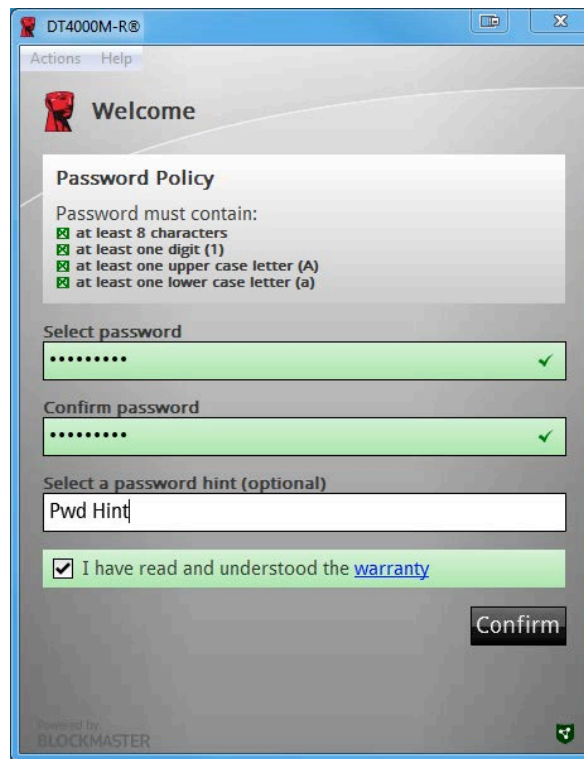 DT4000M-R®
Actions Help
Welcome
Password Policy
Password must contain:
at least 8 characters
at least one digit (1)
at least one upper case letter (A)
at least one lower case letter (a)
Select password
•••••••••
Confirm password
•••••••••
Select a password hint (optional)
Pwd Hint
I have read and understood the warranty
Confirm
Powered by
BLOCKMASTER